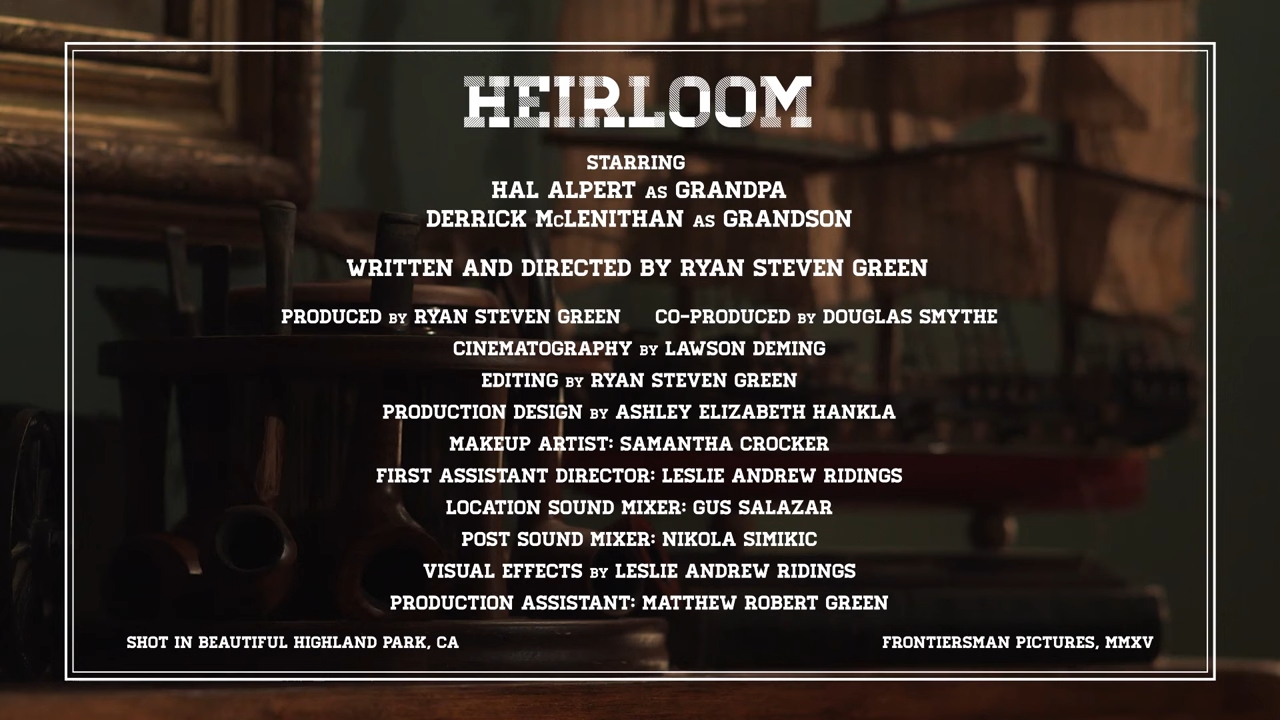 HEIRLOOM
STARRING
HAL ALPERT AS GRANDPA
DERRICK McLENITHAN AS GRANDSON
WRITTEN AND DIRECTED BY RYAN STEVEN GREEN
PRODUCED BY RYAN STEVEN GREEN CO-PRODUCED BY DOUGLAS SMYTHE
CINEMATOGRAPHY BY LAWSON DEMING
EDITING BY RYAN STEVEN GREEN
PRODUCTION DESIGN BY ASHLEY ELIZABETH HANKLA
MAKEUP ARTIST: SAMANTHA CROCKER
FIRST ASSISTANT DIRECTOR: LESLIE ANDREW RIDINGS
LOCATION SOUND MIXER: GUS SALAZAR
POST SOUND MIXER: NIKOLA SIMIKIC
VISUAL EFFECTS BY LESLIE ANDREW RIDINGS
PRODUCTION ASSISTANT: MATTHEW ROBERT GREEN
SHOT IN BEAUTIFUL HIGHLAND PARK, CA
FRONTIERSMAN PICTURES, MMXV